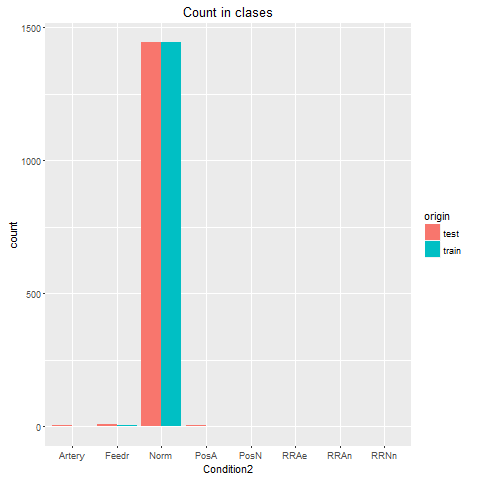 Count in clases
1500
1000
500
0
count
Artery Feedr Norm PosA PosN RRAe RRAn RRNn
Condition2
origin
test
train